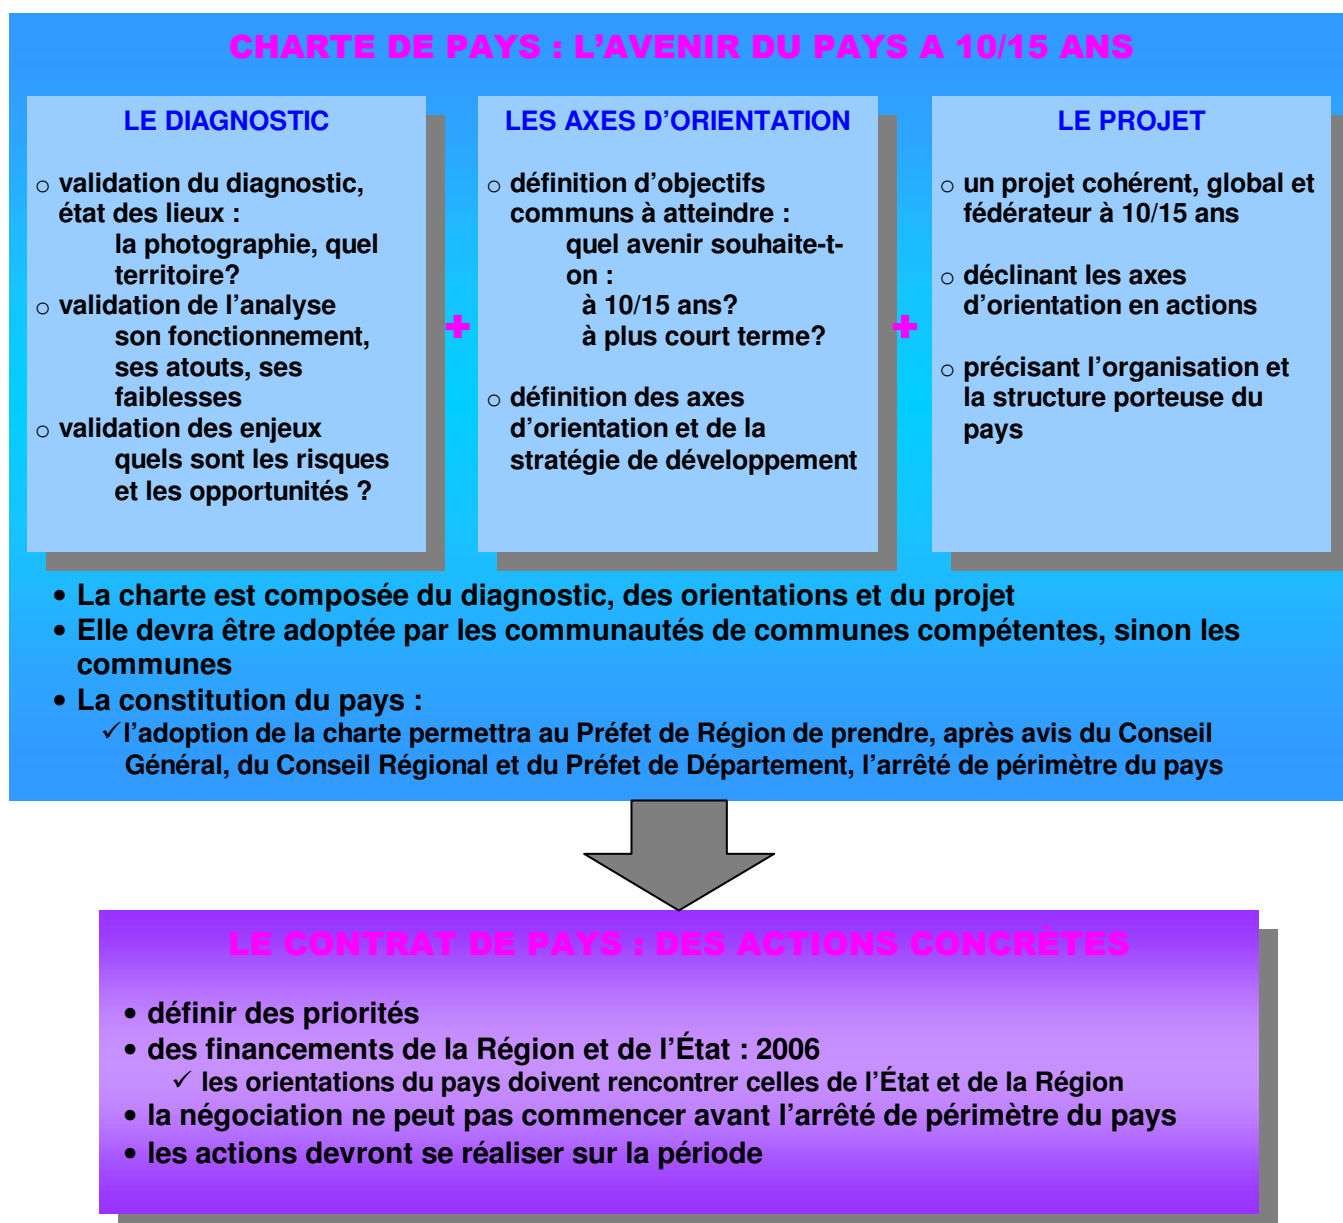 CHARTE DE PAYS : L’AVENIR DU PAYS A 10/15 ANS
LE DIAGNOSTIC
o validation du diagnostic,
état des lieux :
la photographie, quel
territoire?
o validation de l’analyse
son fonctionnement,
ses atouts, ses
faiblesses
o validation des enjeux
quels sont les risques
et les opportunités ?
+
LES AXES D’ORIENTATION
o définition d’objectifs
communs à atteindre :
quel avenir souhaite-t-
on :
à 10/15 ans?
à plus court terme?
o définition des axes
d’orientation et de la
stratégie de développement
+
LE PROJET
o un projet cohérent, global et
fédérateur à 10/15 ans
o déclinant les axes
d’orientation en actions
o précisant l’organisation et
la structure porteuse du
pays
• La charte est composée du diagnostic, des orientations et du projet
• Elle devra être adoptée par les communautés de communes compétentes, sinon les
communes
• La constitution du pays :
✓ l’adoption de la charte permettra au Préfet de Région de prendre, après avis du Conseil
Général, du Conseil Régional et du Préfet de Département, l’arrêté de périmètre du pays
LE CONTRAT DE PAYS : DES ACTIONS CONCRÈTES
• définir des priorités
• des financements de la Région et de l’État : 2006
✓ les orientations du pays doivent rencontrer celles de l’État et de la Région
• la négociation ne peut pas commencer avant l’arrêté de périmètre du pays
• les actions devront se réaliser sur la période